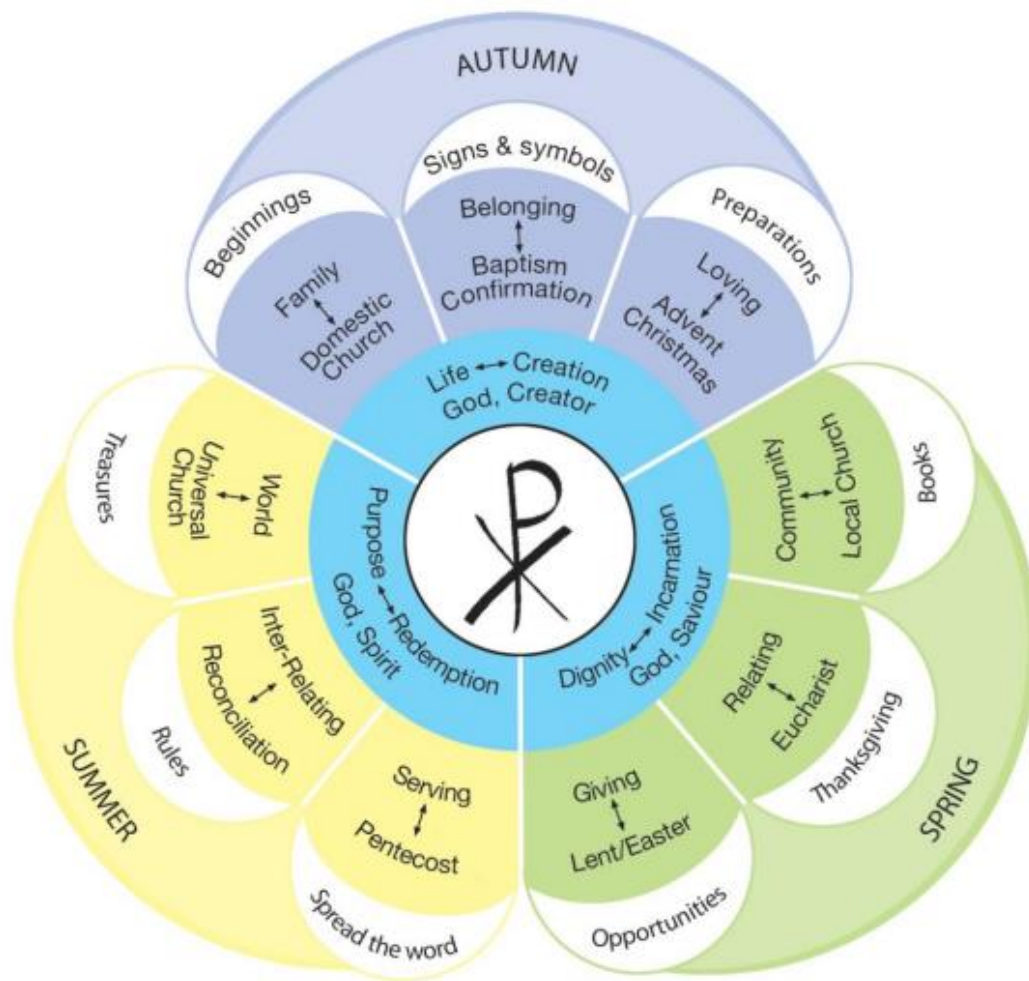 AUTUMN
Beginnings
Family
Domestic
Church
Signs & symbols
Belonging
Baptism
Confirmation
Preparations
Loving
Advent
Christmas
Life Creation
God, Creator
SPRING
Books
Community
Local Church
Thanksgiving
Relating
Eucharist
Opportunities
Giving
Lent/Easter
Dignity Incarnation
God, Saviour
SUMMER
Spread the word
Serving
Pentecost
Rules
Inter-Relating
Reconciliation
Treasures
World
Universal
Church
Purpose Redemption
God, Spirit